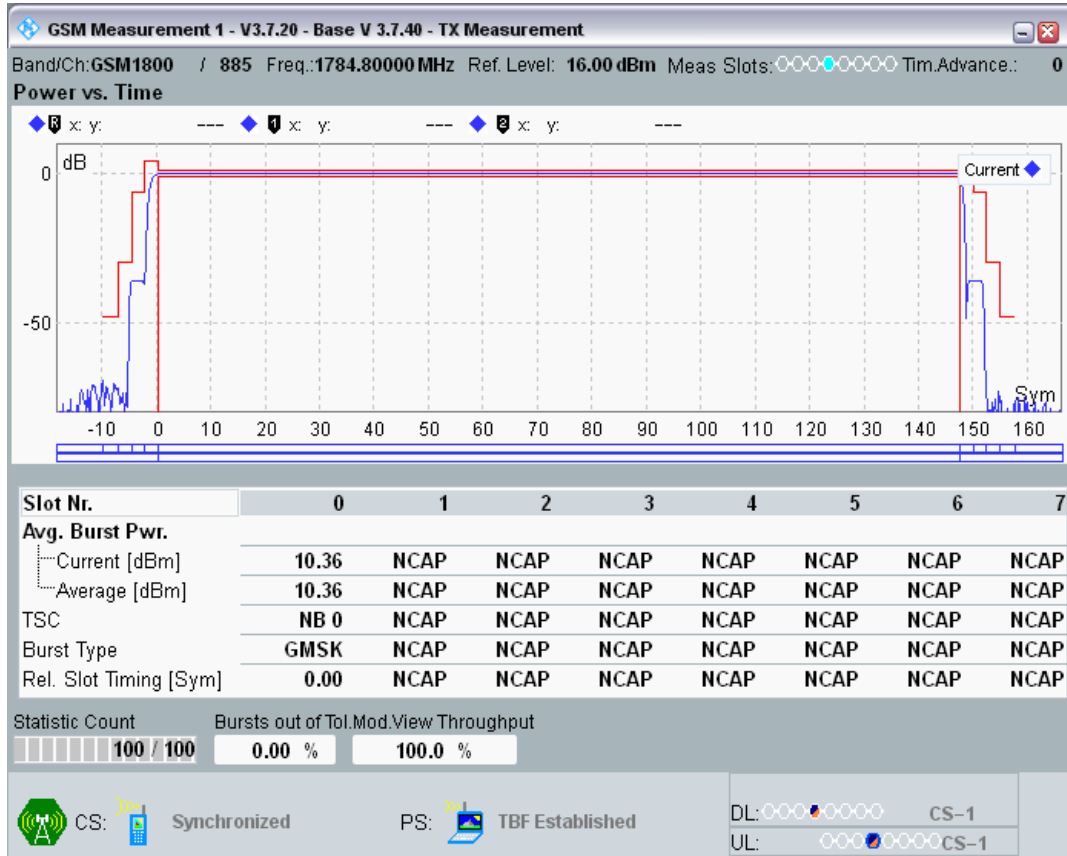 GSM Measurement 1 - V3.7.20 - Base V 3.7.40 - TX Measurement
Band/Ch:GSM1800 / 885 Freq.:1784.80000 MHz Ref. Level: 16.00 dBm Meas Slots: Tim.Advance.: 0
Power vs. Time
R x: y: --- 1 x: y: --- 2 x: y: ---
dB
Current
0
-50
Sym
-10 0 10 20 30 40 50 60 70 80 90 100 110 120 130 140 150 160
Slot Nr. 0 1 2 3 4 5 6 7
Avg. Burst Pwr.
Current [dBm] 10.36 NCAP NCAP NCAP NCAP NCAP NCAP NCAP
Average [dBm] 10.36 NCAP NCAP NCAP NCAP NCAP NCAP NCAP
TSC NB 0 NCAP NCAP NCAP NCAP NCAP NCAP NCAP
Burst Type GMSK NCAP NCAP NCAP NCAP NCAP NCAP NCAP
Rel. Slot Timing [Sym] 0.00 NCAP NCAP NCAP NCAP NCAP NCAP NCAP
Statistic Count Bursts out of Tol. Mod.View Throughput
100 / 100 0.00 % 100.0 %
CS: Synchronized PS: TBF Established DL: CS-1
UL: CS-1